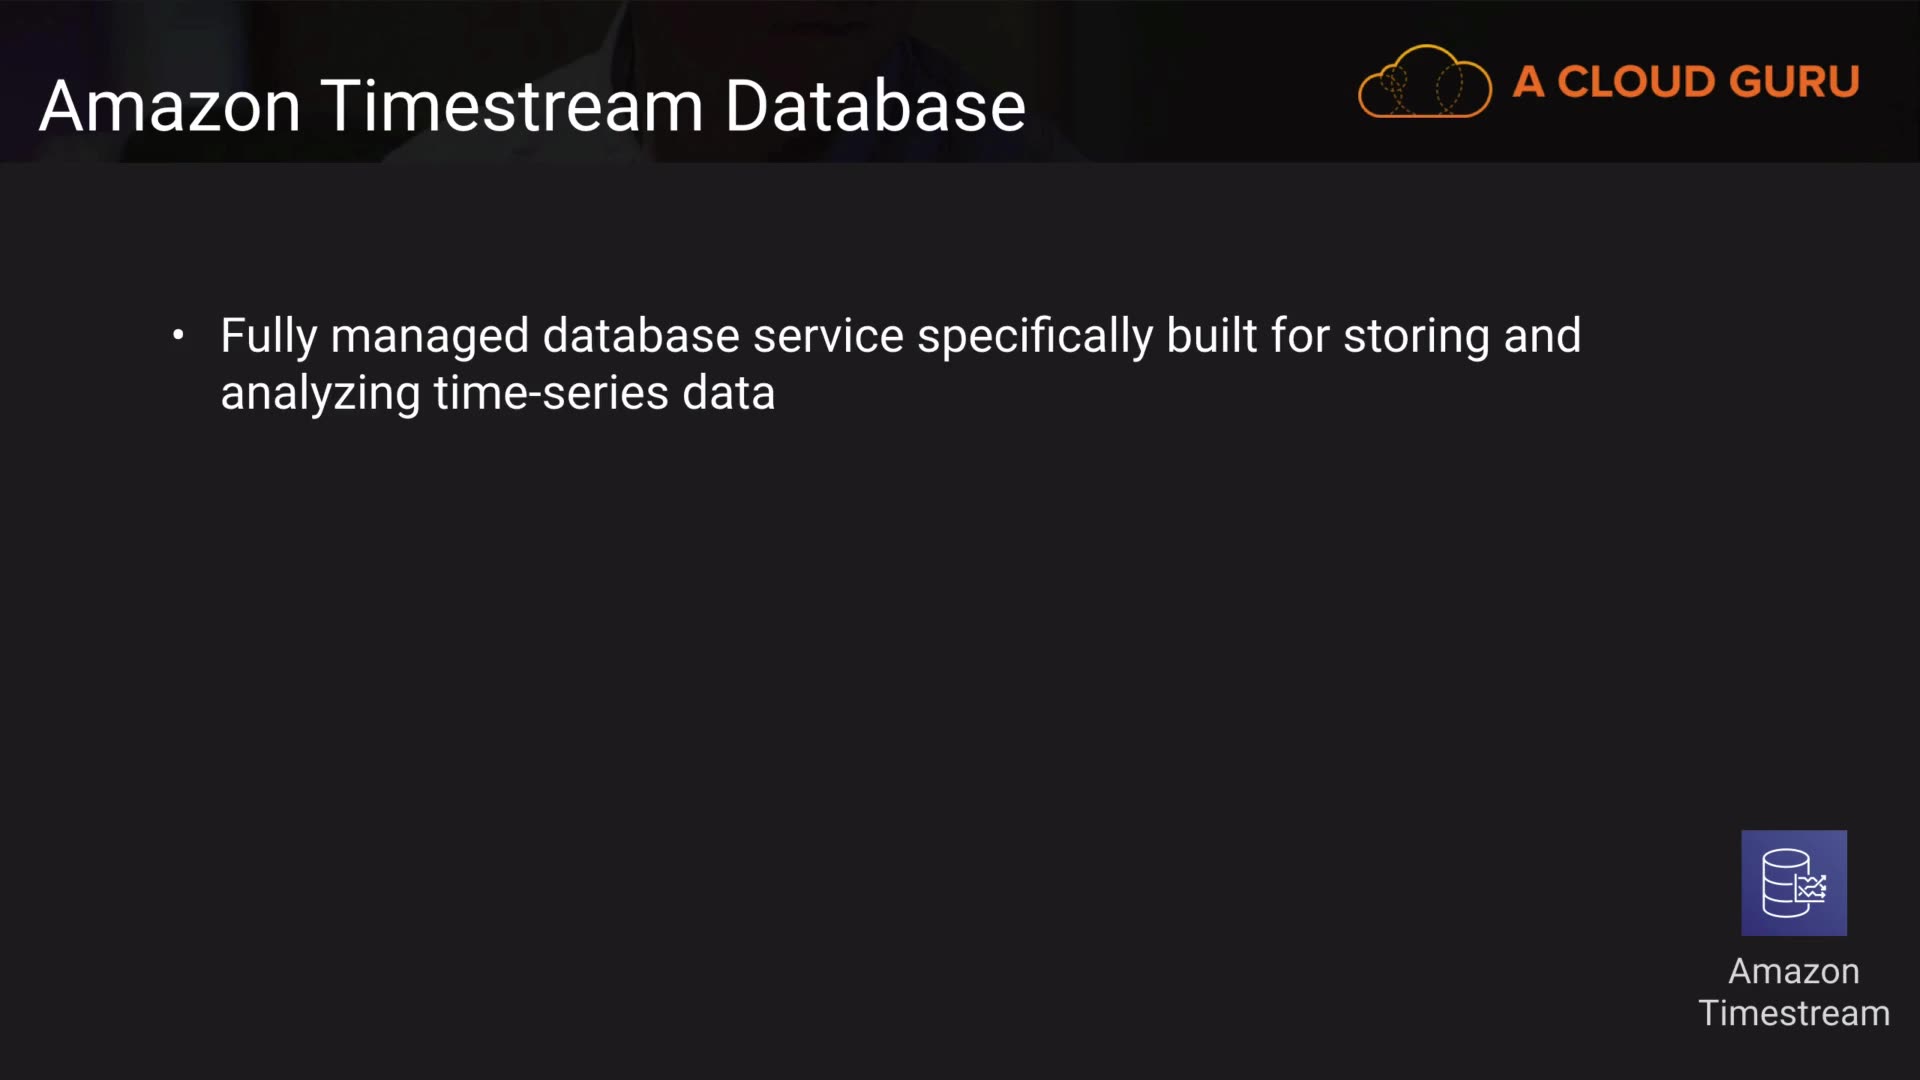 Amazon Timestream Database
A CLOUD GURU
• Fully managed database service specifically built for storing and
analyzing time-series data
Amazon
Timestream